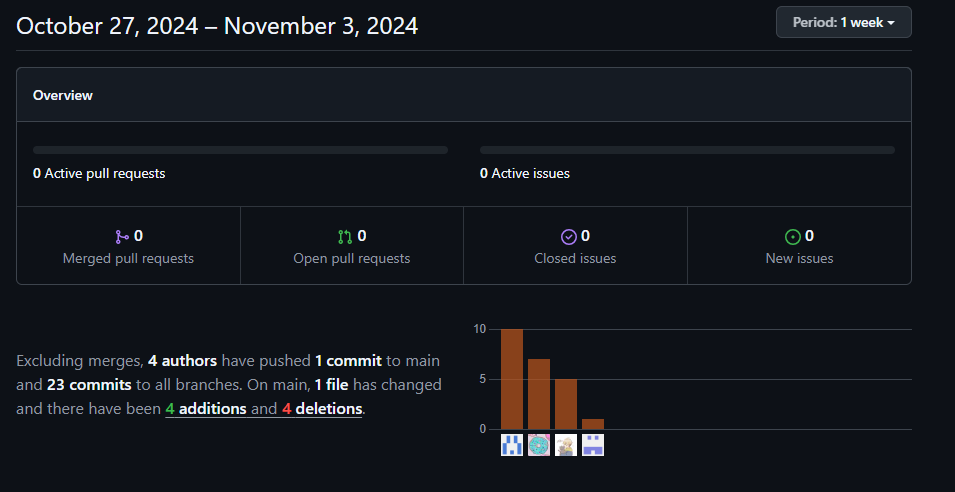 October 27, 2024 – November 3, 2024
Period: 1 week
Overview
0 Active pull requests
0 Active issues
0
Merged pull requests
0
Open pull requests
0
Closed issues
0
New issues
Excluding merges, 4 authors have pushed 1 commit to main
and 23 commits to all branches. On main, 1 file has changed
and there have been 4 additions and 4 deletions.
10
5
0